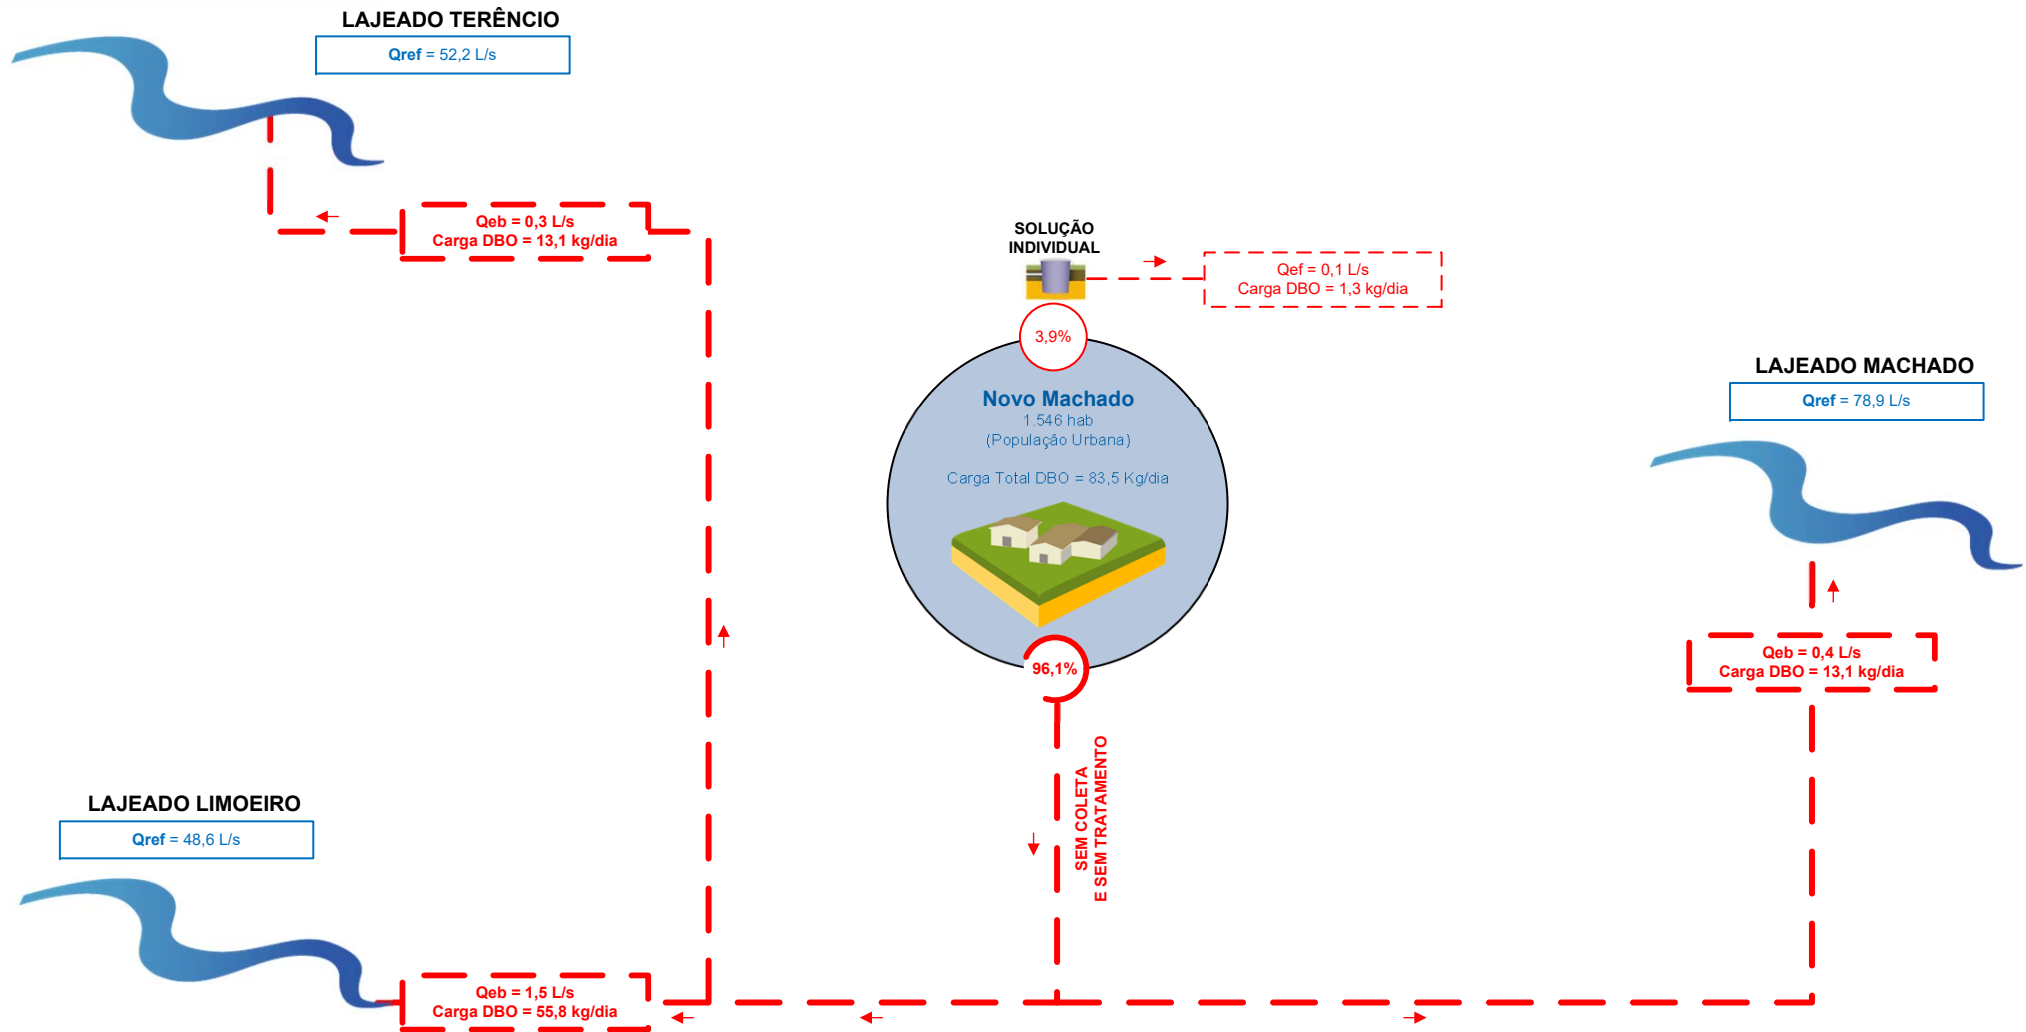 LAJEADO TERÊNCIO
Qref = 52,2 L/s
Qeb = 0,3 L/s
Carga DBO = 13,1 kg/dia
SOLUÇÃO
INDIVIDUAL
Qef = 0,1 L/s
Carga DBO = 1,3 kg/dia
3,9%
Novo Machado
1.546 hab
(População Urbana)
Carga Total DBO = 83,5 Kg/dia
96,1%
SEM COLETA
E SEM TRATAMENTO
LAJEADO MACHADO
Qref = 78,9 L/s
Qeb = 0,4 L/s
Carga DBO = 13,1 kg/dia
LAJEADO LIMOEIRO
Qref = 48,6 L/s
Qeb = 1,5 L/s
Carga DBO = 55,8 kg/dia